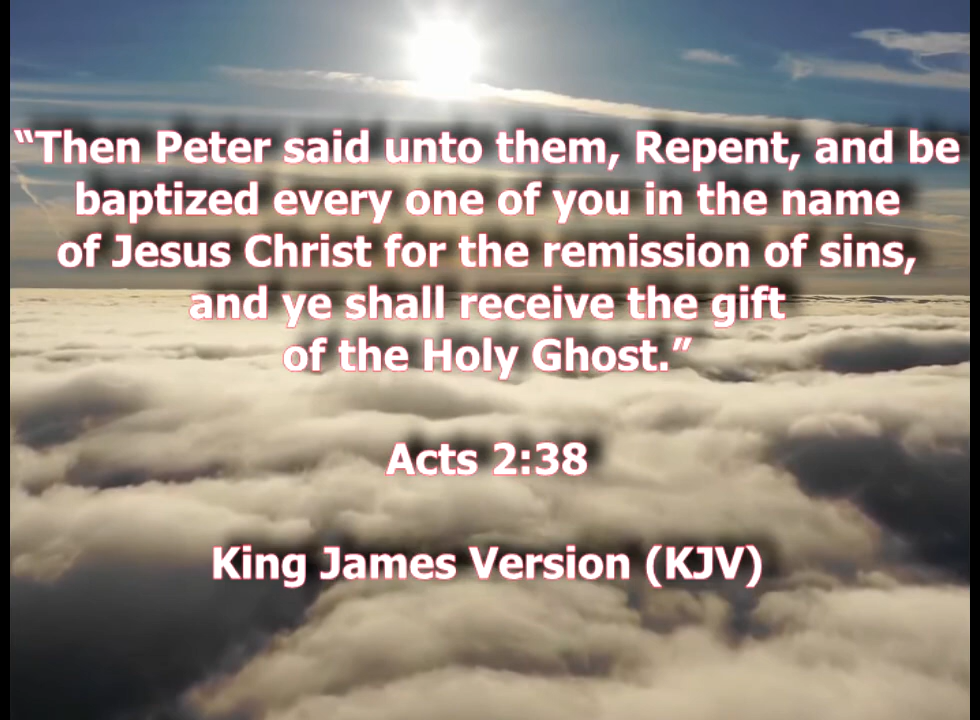 “Then Peter said unto them, Repent, and be
baptized every one of you in the name
of Jesus Christ for the remission of sins,
and ye shall receive the gift
of the Holy Ghost.”
Acts 2:38
King James Version (KJV)